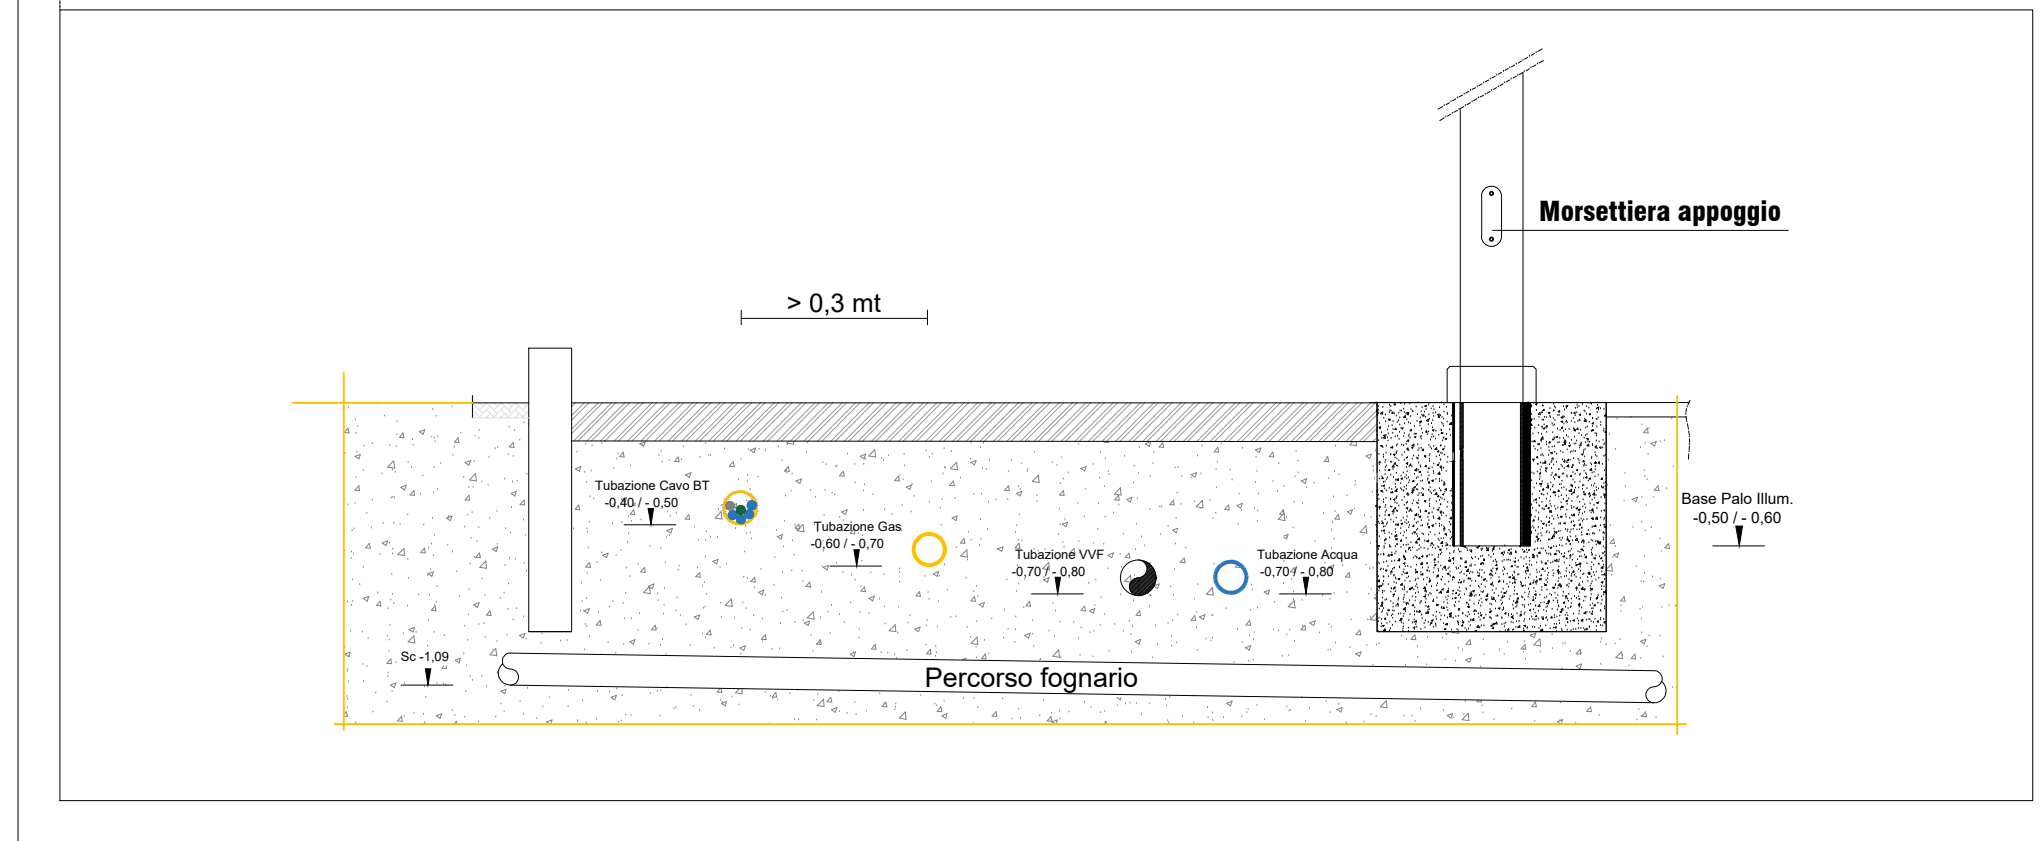 Morsettiera appoggio
> 0,3 mt
Tubazione Cavo BT
-0,40 / - 0,50
Base Palo Illum.
-0,50 / - 0,60
Tubazione Gas
-0,60 / - 0,70
Tubazione VVF
-0,70 / - 0,80
Tubazione Acqua
-0,70 / - 0,80
Sc -1,09
Percorso fognario